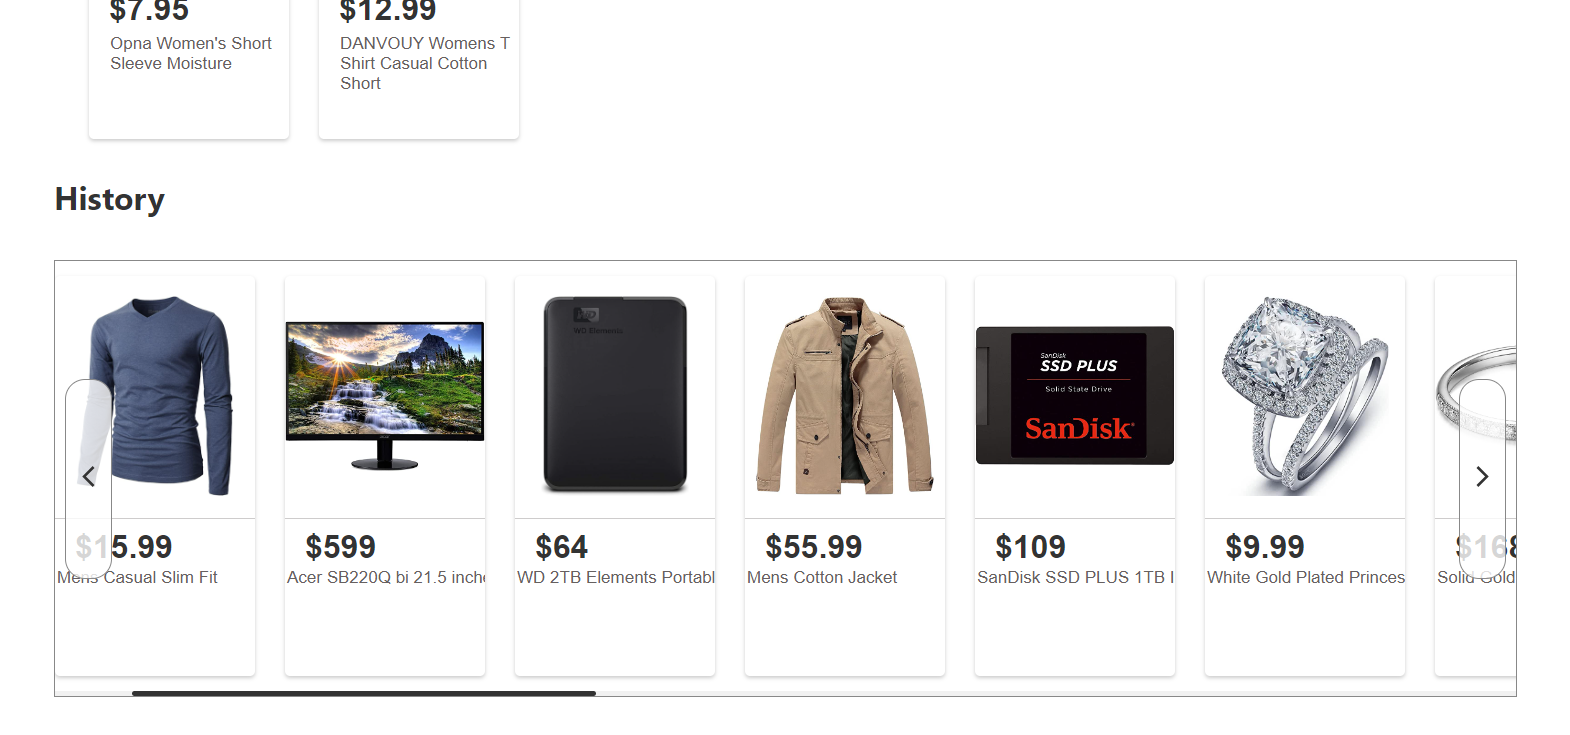 $7.95
$12.99
Opna Women's Short
Sleeve Moisture
DANVOUY Womens T
Shirt Casual Cotton
Short
History
WD
WD Elements
SanDisk
SSD PLUS
Solid State Drive
SanDisk
$15.99
$599
$64
$55.99
$109
$9.99
$168
Mens Casual Slim Fit
Acer SB220Q bi 21.5 inche
WD 2TB Elements Portabl
Mens Cotton Jacket
SanDisk SSD PLUS 1TB I
White Gold Plated Princes
Solid Gold